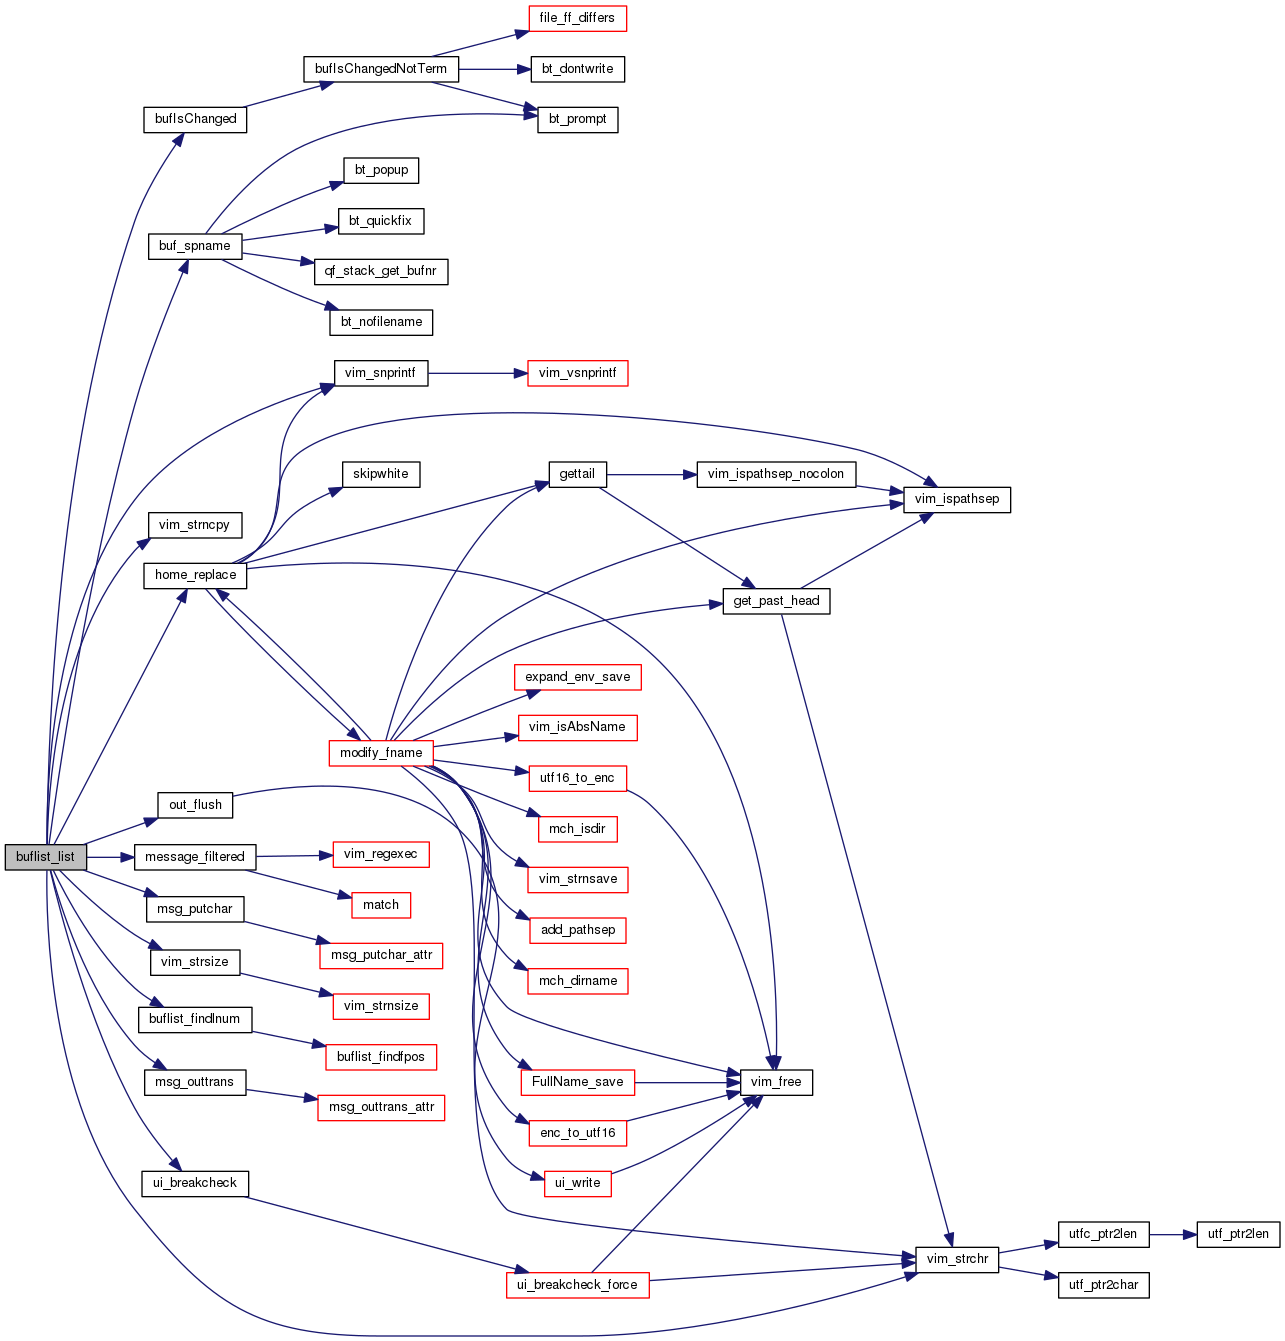 file_ff_differs
bufIsChangedNotTerm
bt_dontwrite
bufIsChanged
bt_prompt
bt_popup
bt_quickfix
buf_spname
qf_stack_get_bufnr
bt_nofilename
vim_snprintf
vim_vsnprintf
skipwhite
gettail
vim_ispathsep_nocolon
vim_ispathsep
vim_strncpy
home_replace
get_past_head
expand_env_save
vim_isAbsName
modify_fname
utf16_to_enc
out_flush
mch_isdir
buflist_list
message_filtered
vim_regexec
vim_strnsave
match
msg_putchar
add_pathsep
msg_putchar_attr
vim_strsize
mch_dirname
vim_strnsize
buflist_findlnum
buflist_findfpos
msg_outtrans
FullName_save
vim_free
msg_outtrans_attr
enc_to_utf16
ui_breakcheck
ui_write
utfc_ptr2len
utf_ptr2len
vim_strchr
ui_breakcheck_force
utf_ptr2char